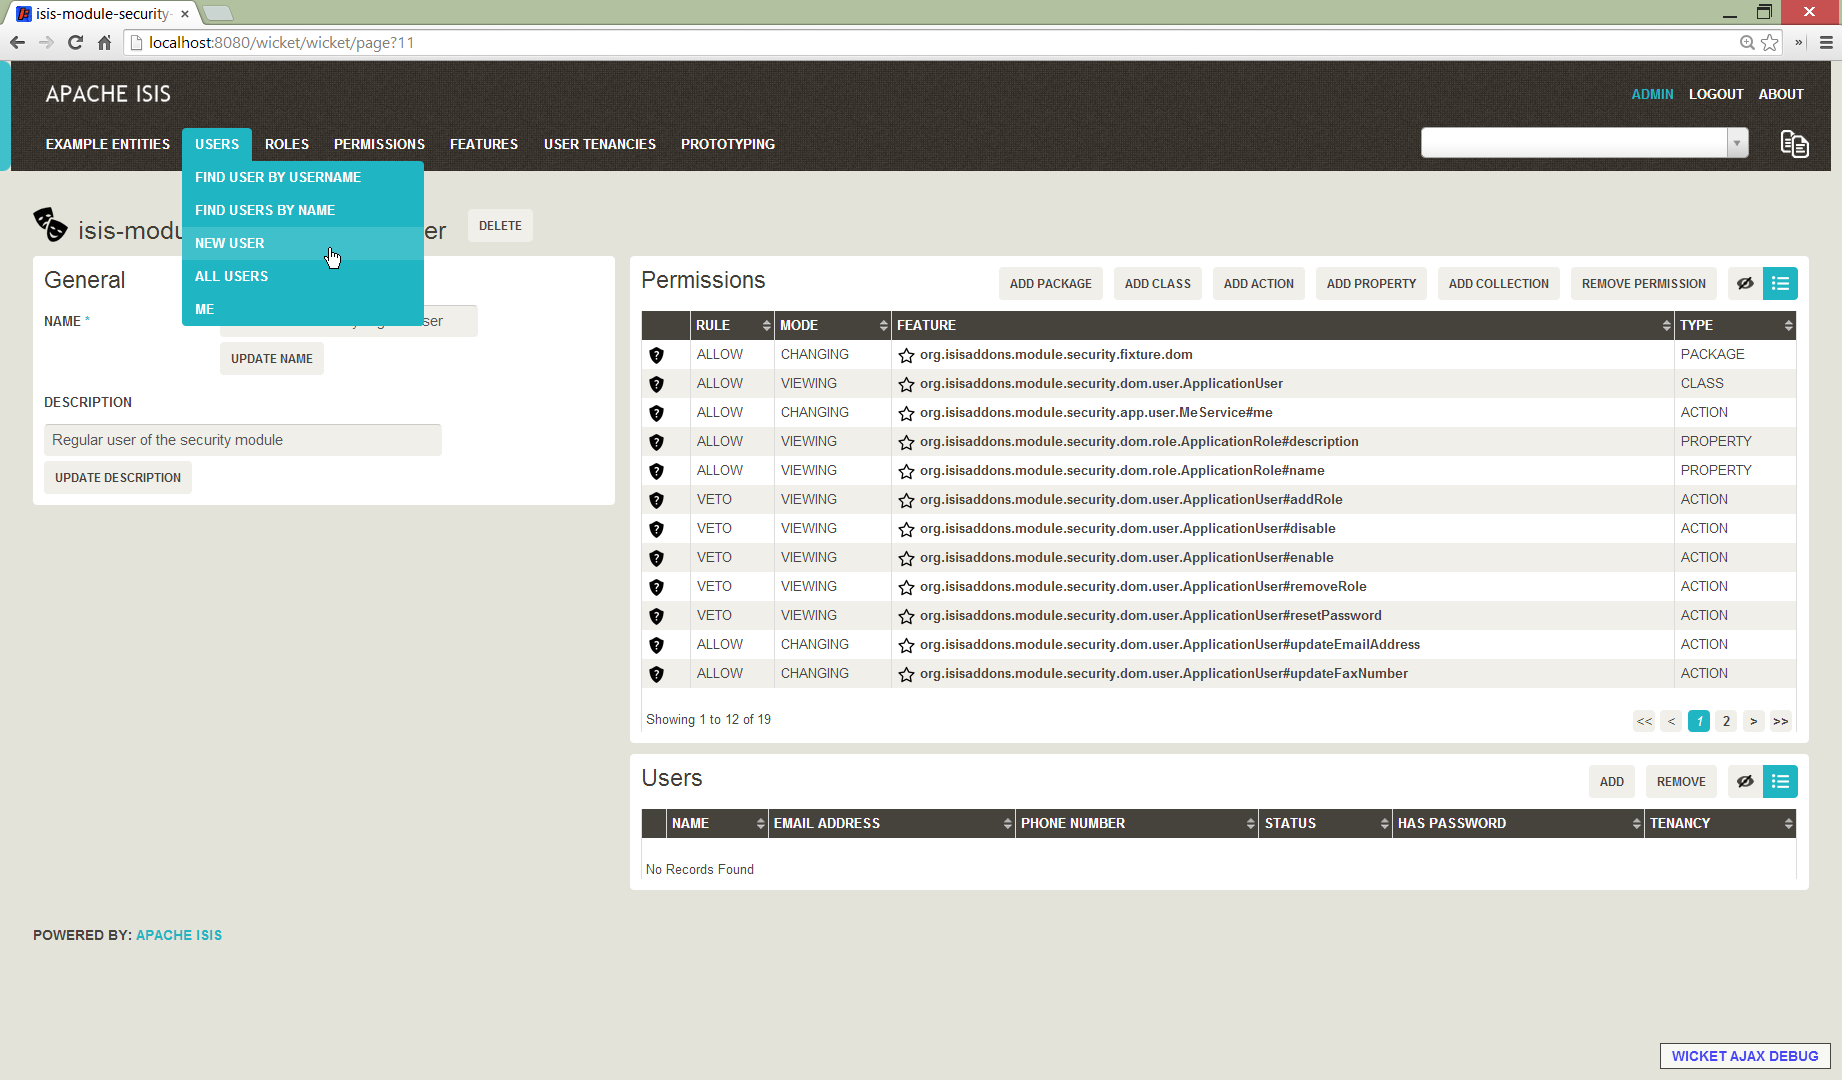 isis-module-security-
localhost:8080/wicket/wicket/page?11
APACHE ISIS
ADMIN LOGOUT ABOUT
EXAMPLE ENTITIES USERS ROLES PERMISSIONS FEATURES USER TENANCIES PROTOTYPING
FIND USER BY USERNAME
FIND USERS BY NAME
NEW USER
ALL USERS
ME
isis-modu er DELETE
General
NAME *
ser
UPDATE NAME
DESCRIPTION
Regular user of the security module
UPDATE DESCRIPTION
Permissions ADD PACKAGE ADD CLASS ADD ACTION ADD PROPERTY ADD COLLECTION REMOVE PERMISSION
RULE MODE FEATURE TYPE
ALLOW CHANGING org.isisaddons.module.security.fixture.dom PACKAGE
ALLOW VIEWING org.isisaddons.module.security.dom.user.ApplicationUser CLASS
ALLOW CHANGING org.isisaddons.module.security.app.user.MeService#me ACTION
ALLOW VIEWING org.isisaddons.module.security.dom.role.ApplicationRole#description PROPERTY
ALLOW VIEWING org.isisaddons.module.security.dom.role.ApplicationRole#name PROPERTY
VETO VIEWING org.isisaddons.module.security.dom.user.ApplicationUser#addRole ACTION
VETO VIEWING org.isisaddons.module.security.dom.user.ApplicationUser#disable ACTION
VETO VIEWING org.isisaddons.module.security.dom.user.ApplicationUser#enable ACTION
VETO VIEWING org.isisaddons.module.security.dom.user.ApplicationUser#removeRole ACTION
VETO VIEWING org.isisaddons.module.security.dom.user.ApplicationUser#resetPassword ACTION
ALLOW CHANGING org.isisaddons.module.security.dom.user.ApplicationUser#updateEmailAddress ACTION
ALLOW CHANGING org.isisaddons.module.security.dom.user.ApplicationUser#updateFaxNumber ACTION
Showing 1 to 12 of 19 << < 1 2 > >>
Users ADD REMOVE
NAME EMAIL ADDRESS PHONE NUMBER STATUS HAS PASSWORD TENANCY
No Records Found
POWERED BY: APACHE ISIS
WICKET AJAX DEBUG